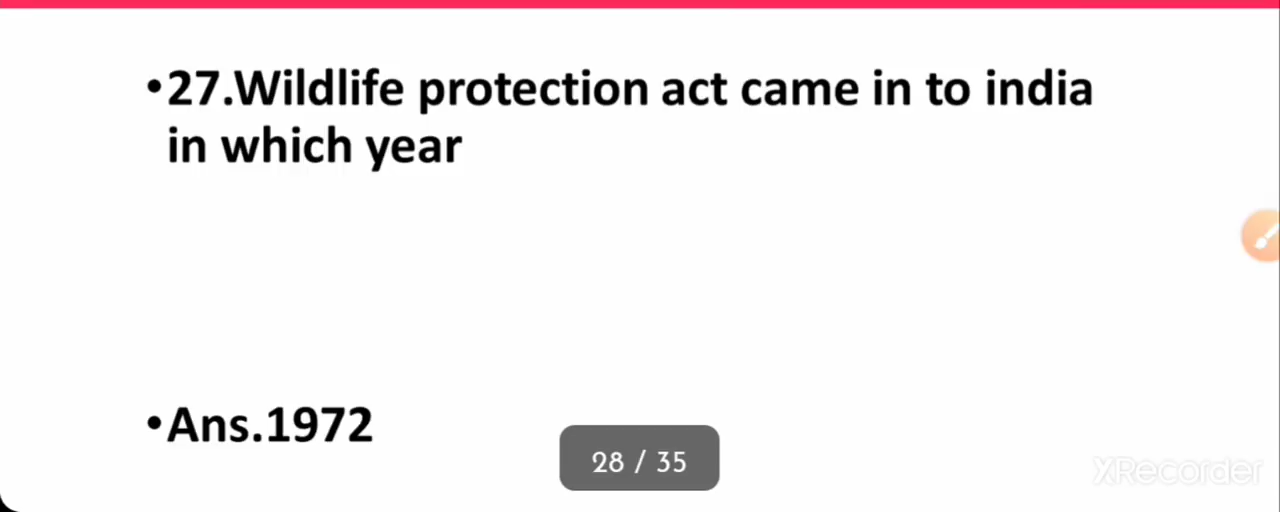 •27.Wildlife protection act came in to india
in which year
•Ans.1972
28 / 35
XRecorder